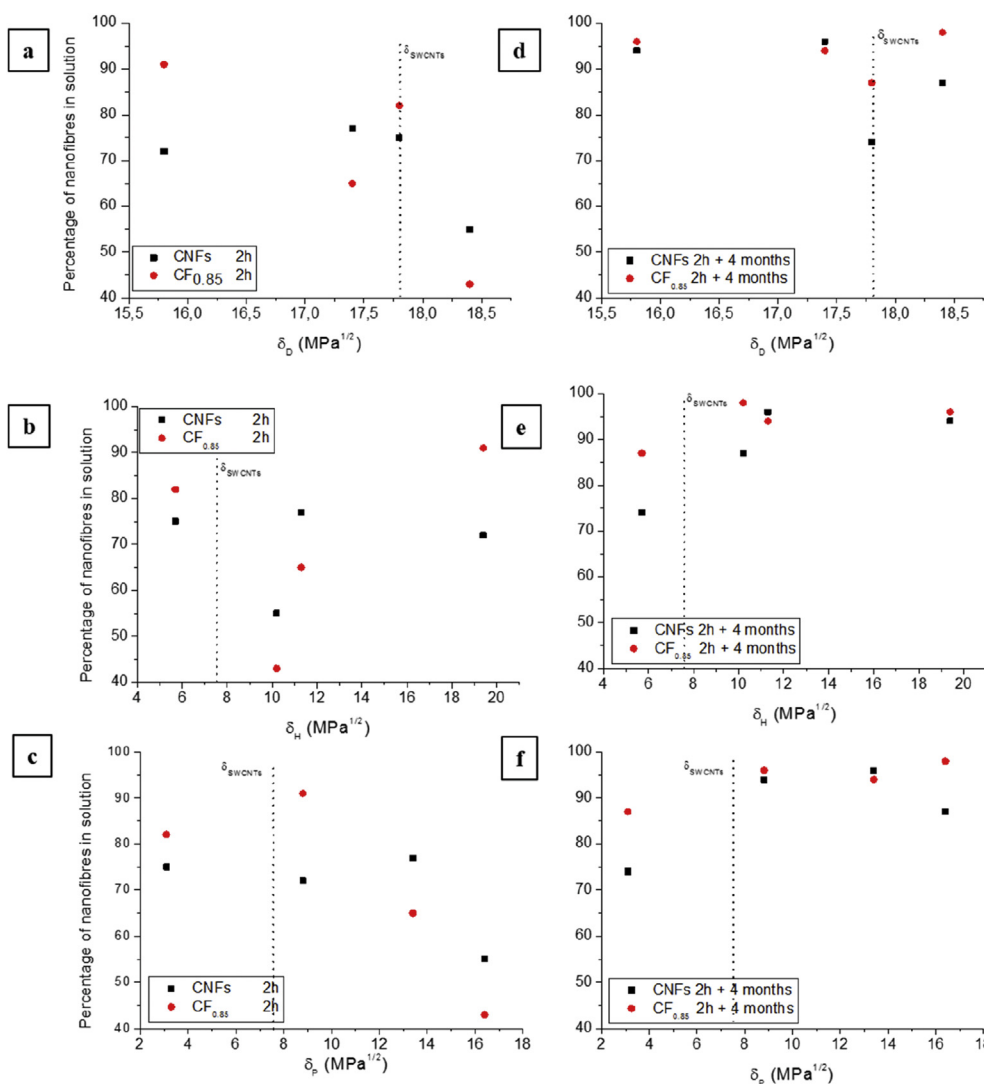 a
Percentage of nanofibres in solution
100
90
80
70
60
50
40
δSWCNTs
CNFs 2h
CF0.85 2h
15,5 16,0 16,5 17,0 17,5 18,0 18,5
δD (MPa1/2)
d
100
90
80
70
60
50
40
δSWCNTs
CNFs 2h + 4 months
CF0.85 2h + 4 months
15,5 16,0 16,5 17,0 17,5 18,0 18,5
δD (MPa1/2)
b
Percentage of nanofibres in solution
100
90
80
70
60
50
40
CNFs 2h
CF0.85 2h
δSWCNTs
4 6 8 10 12 14 16 18 20
δH (MPa1/2)
e
100
90
80
70
60
50
40
δSWCNTs
CNFs 2h + 4 months
CF0.85 2h + 4 months
4 6 8 10 12 14 16 18 20
δH (MPa1/2)
c
Percentage of nanofibres in solution
100
90
80
70
60
50
40
δSWCNTs
CNFs 2h
CF0.85 2h
2 4 6 8 10 12 14 16 18
δP (MPa1/2)
f
100
90
80
70
60
50
40
δSWCNTs
CNFs 2h + 4 months
CF0.85 2h + 4 months
2 4 6 8 10 12 14 16 18
δP (MPa1/2)